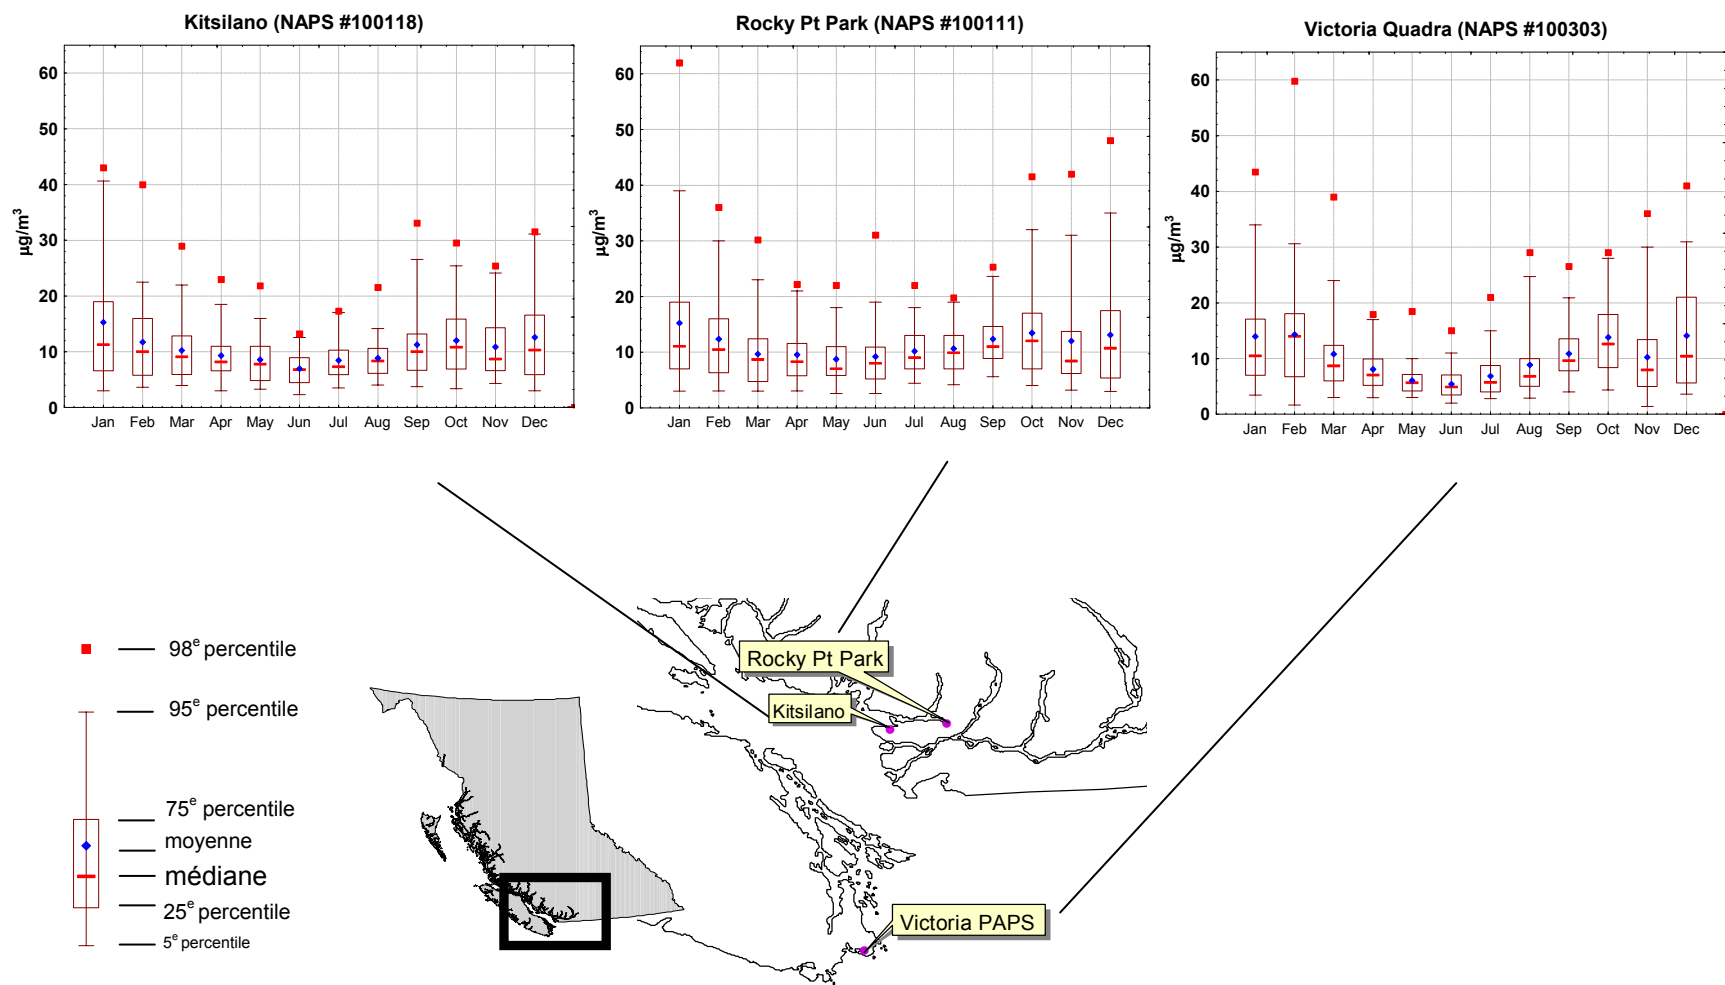 Kitsilano (NAPS #100118)
Rocky Pt Park (NAPS #100111)
Victoria Quadra (NAPS #100303)
60
50
40
30
20
10
0
µg/m³
Jan Feb Mar Apr May Jun Jul Aug Sep Oct Nov Dec
60
50
40
30
20
10
0
µg/m³
Jan Feb Mar Apr May Jun Jul Aug Sep Oct Nov Dec
60
50
40
30
20
10
0
µg/m³
Jan Feb Mar Apr May Jun Jul Aug Sep Oct Nov Dec
98e percentile
95e percentile
75e percentile
moyenne
médiane
25e percentile
5e percentile
Rocky Pt Park
Kitsilano
Victoria PAPS